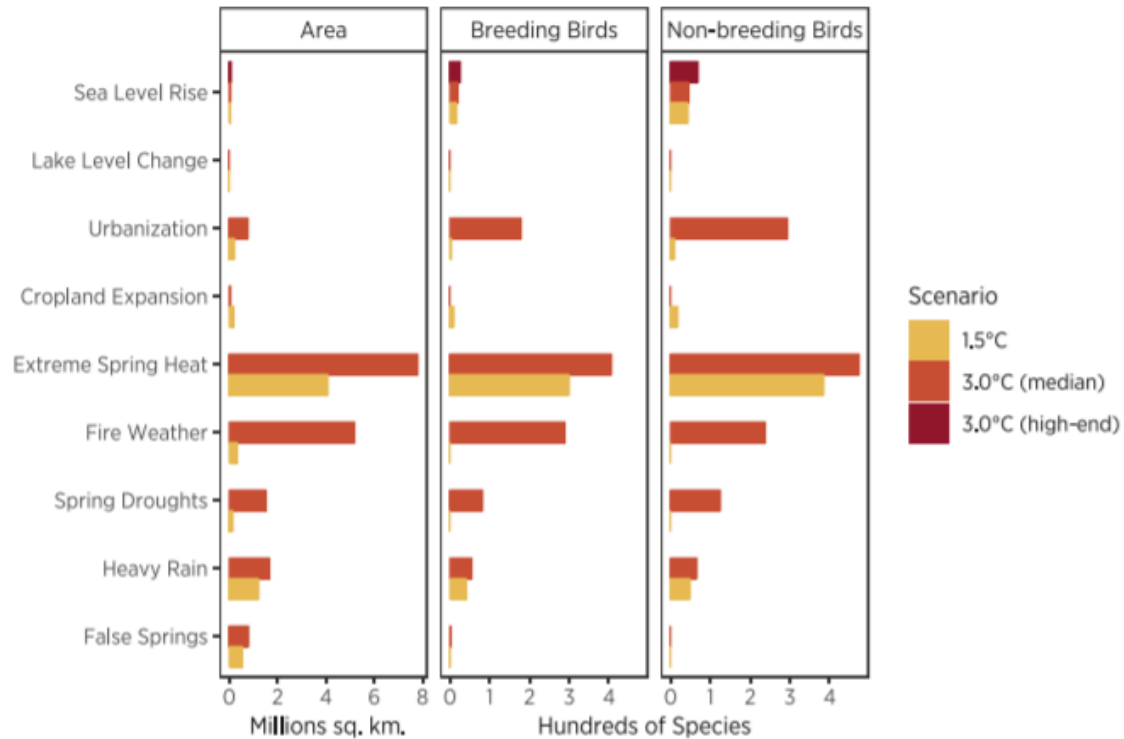 Area
Breeding Birds
Non-breeding Birds
Sea Level Rise
Lake Level Change
Urbanization
Cropland Expansion
Extreme Spring Heat
Fire Weather
Spring Droughts
Heavy Rain
False Springs
0 2 4 6 8
0 1 2 3 4
0 1 2 3 4
Millions sq. km.
Hundreds of Species
Scenario
1.5°C
3.0°C (median)
3.0°C (high-end)